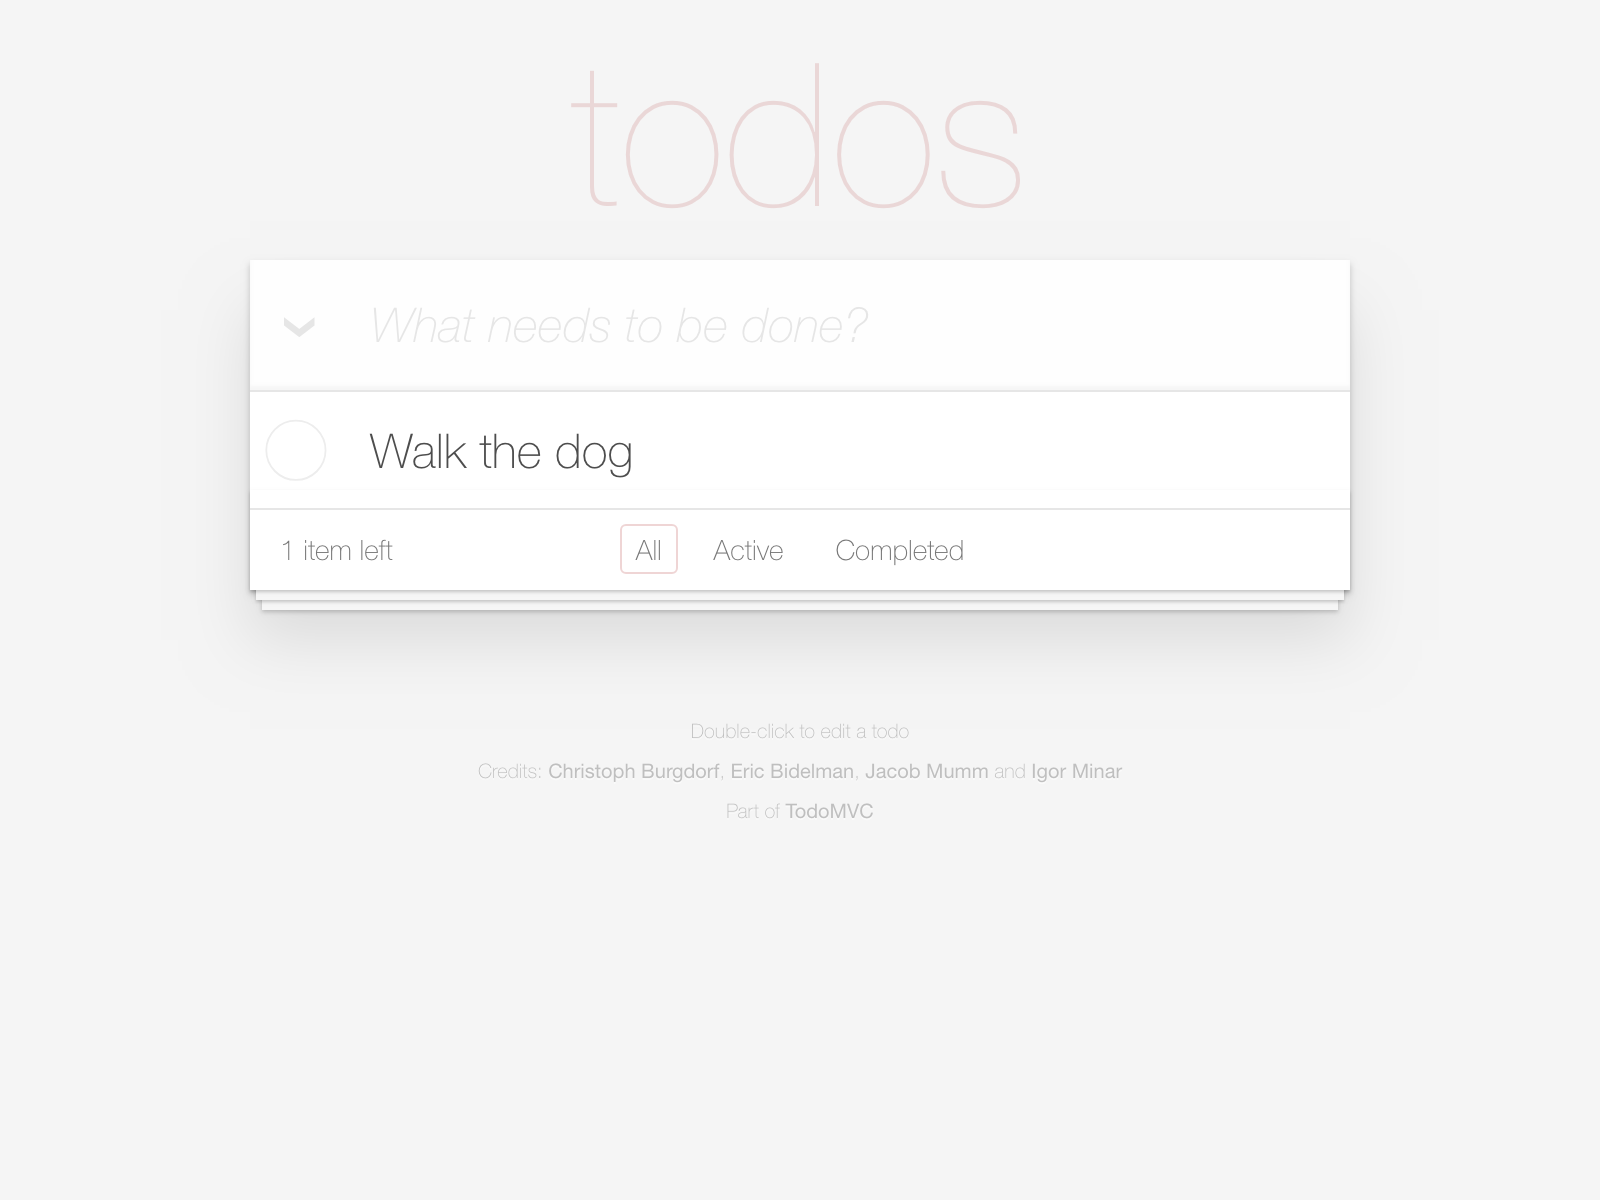 todos
What needs to be done?
Walk the dog
1 item left All Active Completed
Double-click to edit a todo
Credits: Christoph Burgdorf, Eric Bidelman, Jacob Mumm and Igor Minar
Part of TodoMVC